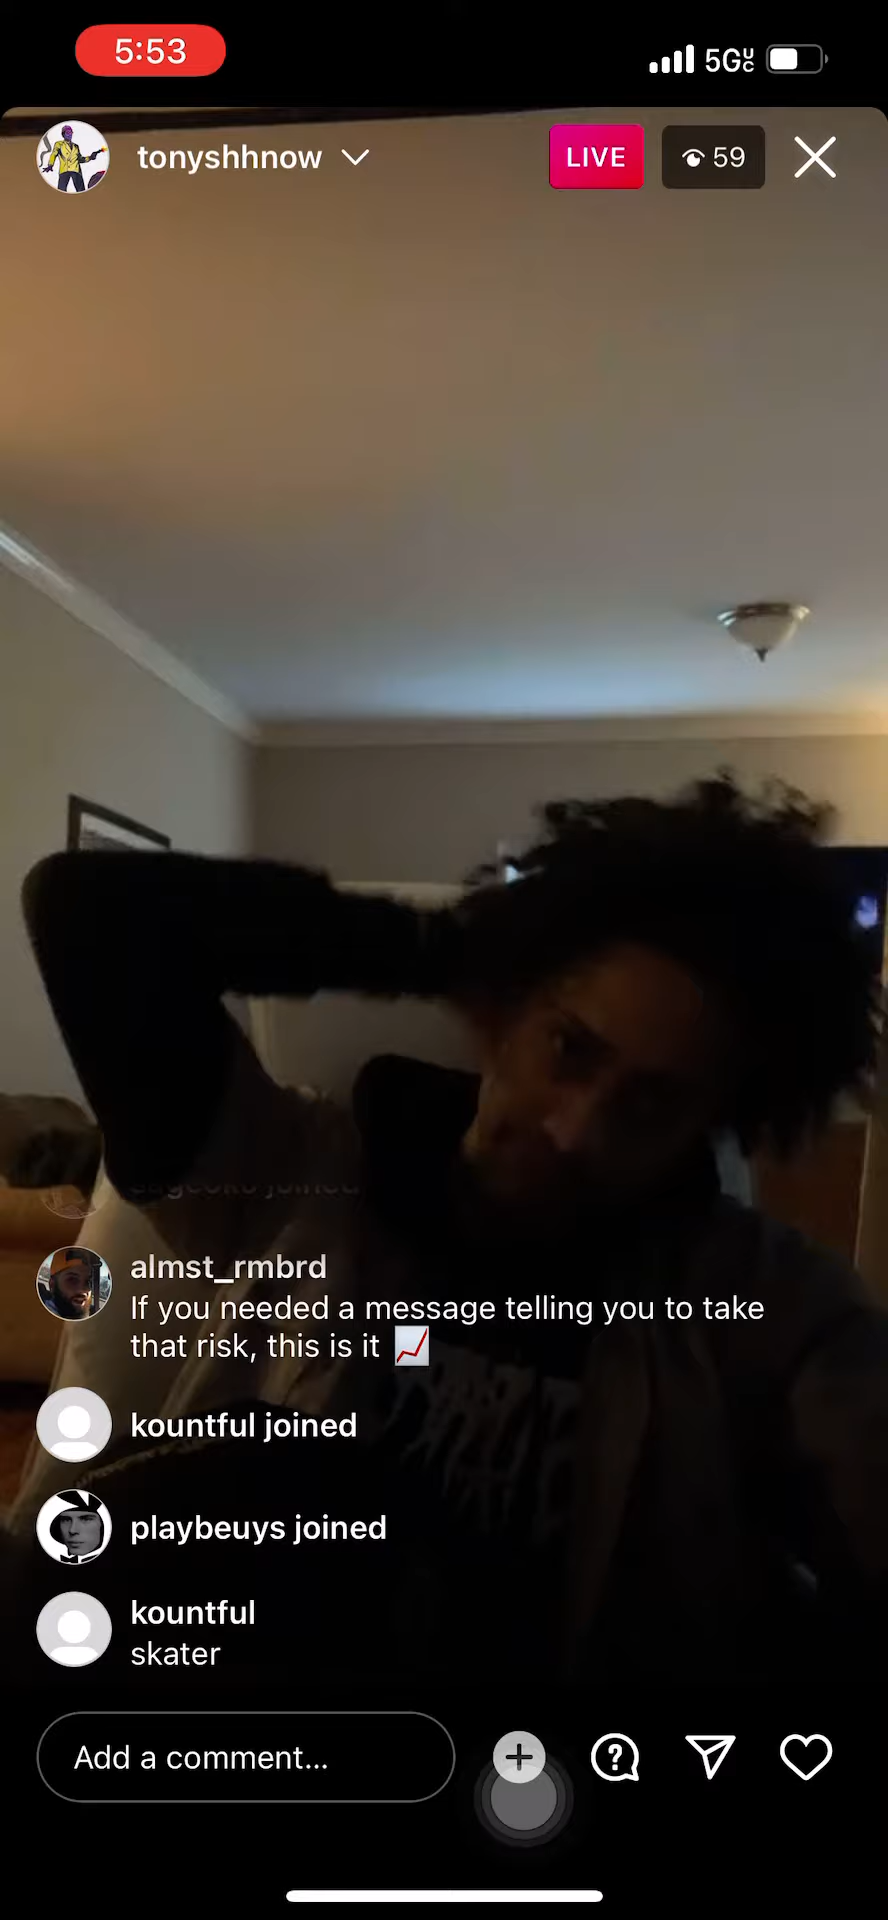 5:53
5G UC
tonyshhnow
LIVE
59
almst_rmbrd
If you needed a message telling you to take
that risk, this is it 📈
kountful joined
playbeuys joined
kountful
skater
Add a comment...